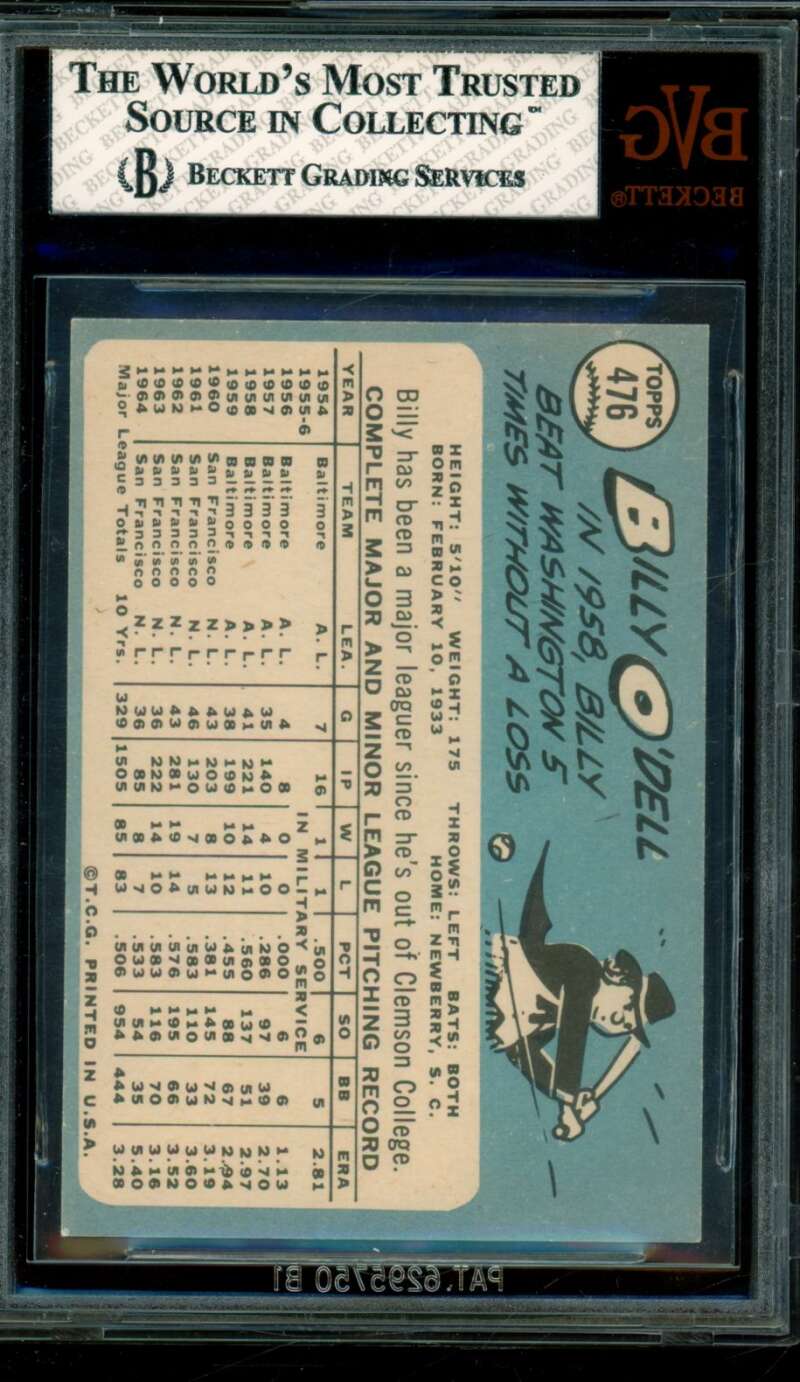 THE WORLD'S MOST TRUSTED
SOURCE IN COLLECTING™
B BECKETT GRADING SERVICES
BVG
BECKETT®
TOPPS
476
BILLY O'DELL
IN 1958, BILLY
BEAT WASHINGTON 5
TIMES WITHOUT A LOSS
HEIGHT: 5'10" WEIGHT: 175 THROWS: LEFT BATS: BOTH
BORN: FEBRUARY 10, 1933 HOME: NEWBERRY, S. C.
Billy has been a major leaguer since he's out of Clemson College.
COMPLETE MAJOR AND MINOR LEAGUE PITCHING RECORD
YEAR TEAM LEA. G IP W L PCT SO BB ERA
1954 Baltimore A. L. 7 16 1 1 .500 6 5 2.81
1955-6 IN MILITARY SERVICE
1956 Baltimore A. L. 4 8 0 0 .000 6 6 1.13
1957 Baltimore A. L. 35 140 4 10 .286 97 39 2.70
1958 Baltimore A. L. 41 221 14 11 .560 137 51 2.97
1959 Baltimore A. L. 38 199 10 12 .455 88 67 2.94
1960 San Francisco N. L. 43 203 8 13 .381 145 72 3.19
1961 San Francisco N. L. 46 130 7 5 .583 110 33 3.60
1962 San Francisco N. L. 43 281 19 14 .576 195 66 3.52
1963 San Francisco N. L. 36 222 14 10 .583 116 70 3.16
1964 San Francisco N. L. 36 85 8 7 .533 54 35 5.40
Major League Totals 10 Yrs. 329 1505 85 83 .506 954 444 3.28
©T.C.G. PRINTED IN U.S.A.
PAT.6295750 B1